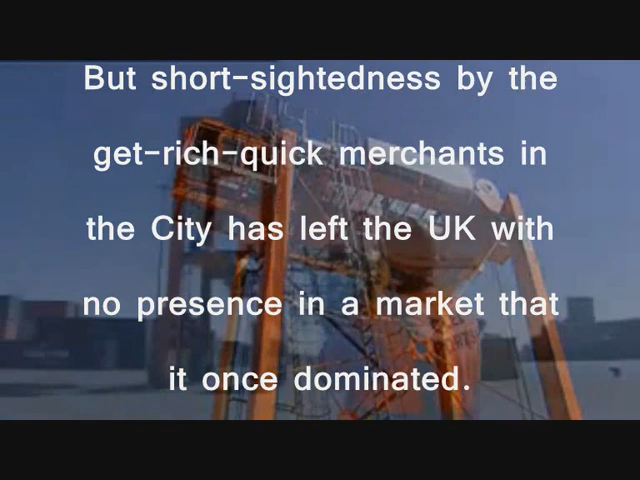 But short-sightedness by the
get-rich-quick merchants in
the City has left the UK with
no presence in a market that
it once dominated.